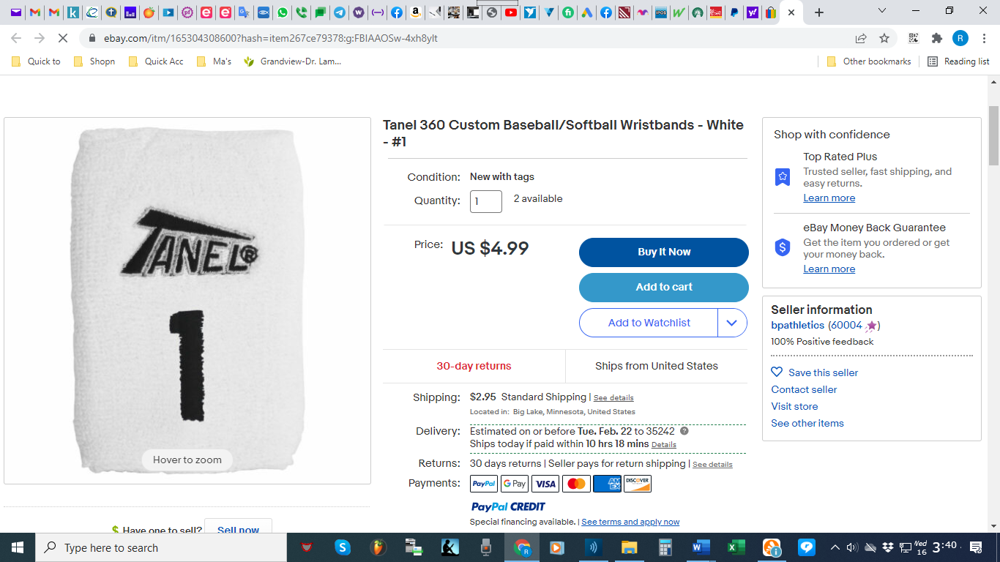 ebay.com/itm/165304308600?hash=item267ce79378:g:FBIAAOSw-4xh8yIt
R
Quick to
Shopn
Quick Acc
Ma's
Grandview-Dr. Lam...
Other bookmarks
Reading list
TANEL®
1
Hover to zoom
Have one to sell?
Sell now
Tanel 360 Custom Baseball/Softball Wristbands - White
- #1
Condition: New with tags
Quantity: 1 2 available
Price: US $4.99
Buy It Now
Add to cart
Add to Watchlist
30-day returns
Ships from United States
Shipping: $2.95 Standard Shipping | See details
Located in: Big Lake, Minnesota, United States
Delivery: Estimated on or before Tue. Feb. 22 to 35242
Ships today if paid within 10 hrs 18 mins Details
Returns: 30 days returns | Seller pays for return shipping | See details
Payments: PayPal G Pay VISA AMEX DISCOVER
PayPal CREDIT
Special financing available. | See terms and apply now
Shop with confidence
Top Rated Plus
Trusted seller, fast shipping, and
easy returns.
Learn more
eBay Money Back Guarantee
Get the item you ordered or get
your money back.
Learn more
Seller information
bpathletics (60004)
100% Positive feedback
Save this seller
Contact seller
Visit store
See other items
Type here to search
Wed
16
3:40